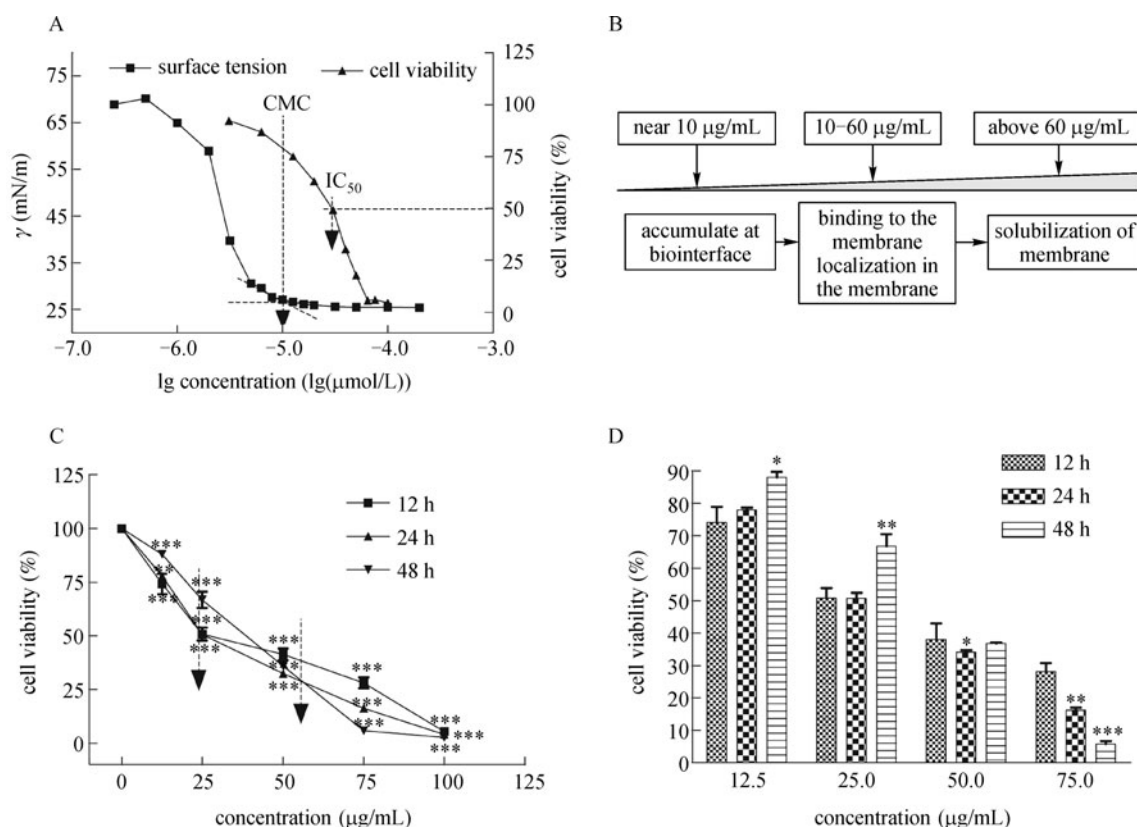 A
surface tension
cell viability
CMC
IC50
75
65
55
45
35
25
γ (mN/m)
125
100
75
50
25
0
cell viability (%)
−7.0
−6.0
−5.0
−4.0
−3.0
lg concentration (lg(μmol/L))
B
near 10 μg/mL
10−60 μg/mL
above 60 μg/mL
accumulate at
biointerface
binding to the
membrane
localization in
the membrane
solubilization of
membrane
C
125
100
75
50
25
0
cell viability (%)
12 h
24 h
48 h
***
**
***
***
***
***
***
***
***
***
***
***
***
***
***
0
25
50
75
100
125
concentration (μg/mL)
D
90
80
70
60
50
40
30
20
10
0
cell viability (%)
12 h
24 h
48 h
*
**
*
**
***
12.5
25.0
50.0
75.0
concentration (μg/mL)